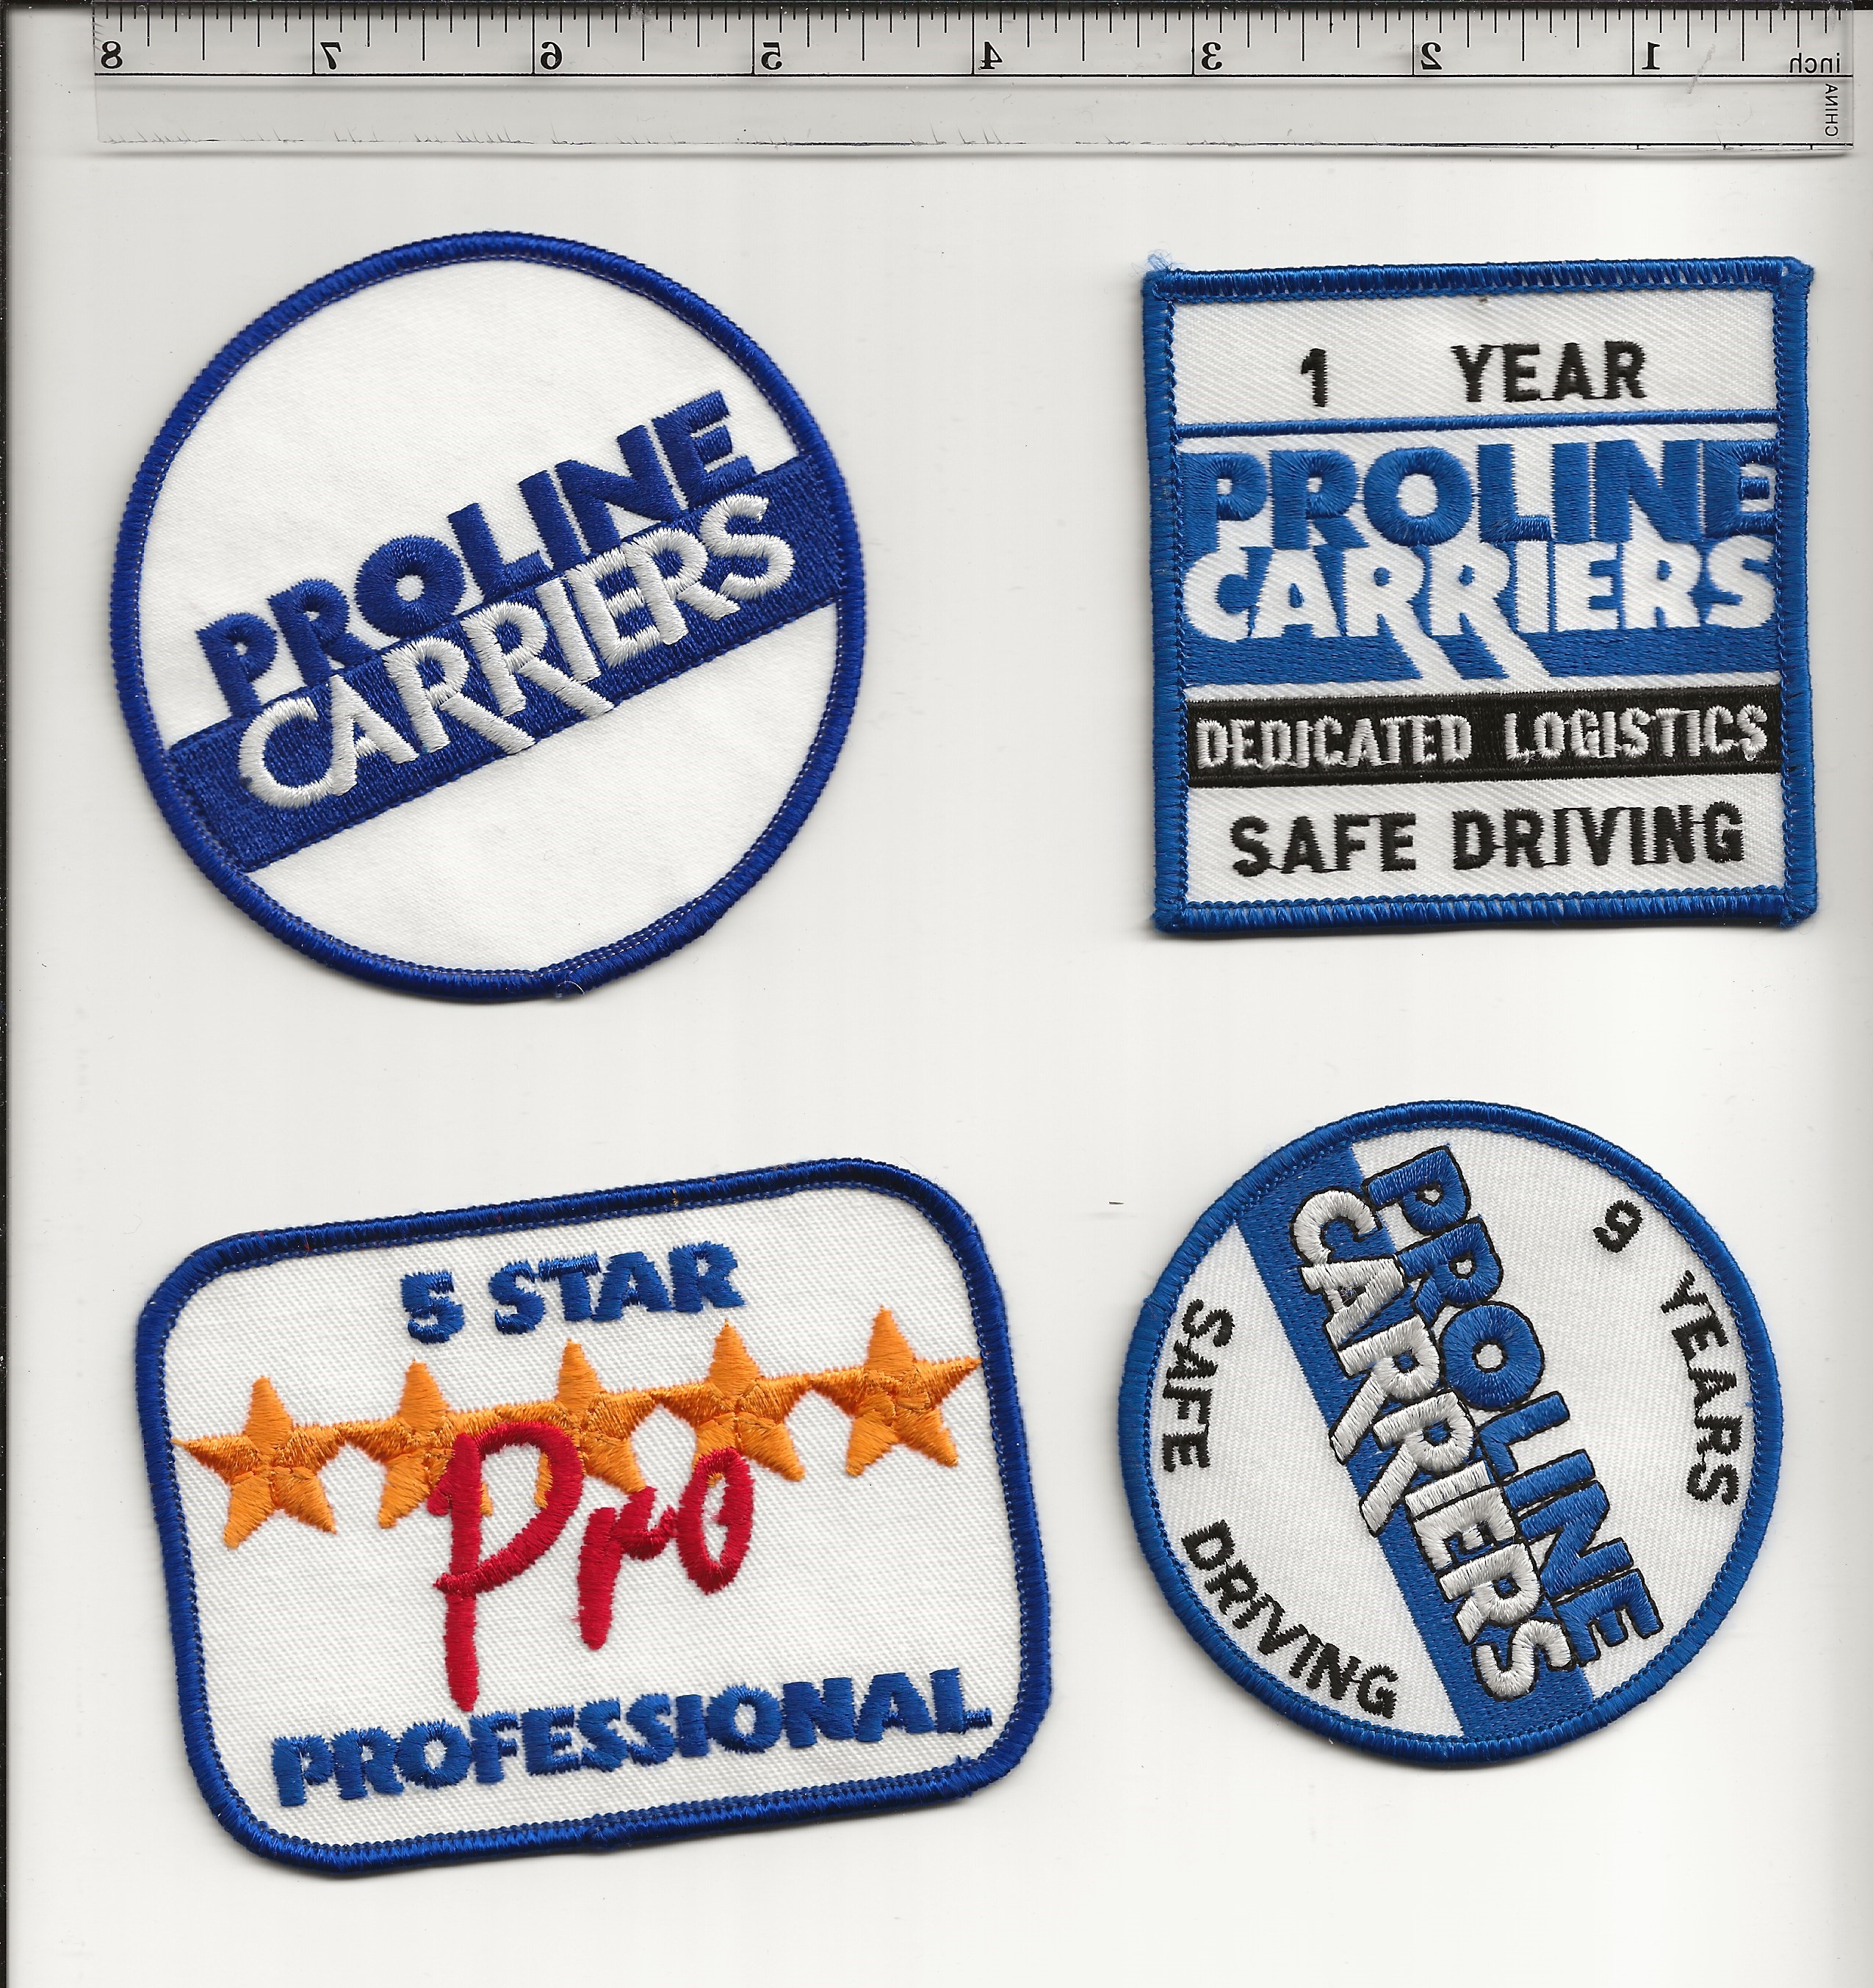 8 7 6 5 4 3 2 1 inch
CHINA
PROLINE
CARRIERS
1 YEAR
PROLINE
CARRIERS
DEDICATED LOGISTICS
SAFE DRIVING
5 STAR
Pro
PROFESSIONAL
9 YEARS
PROLINE
CARRIERS
SAFE DRIVING